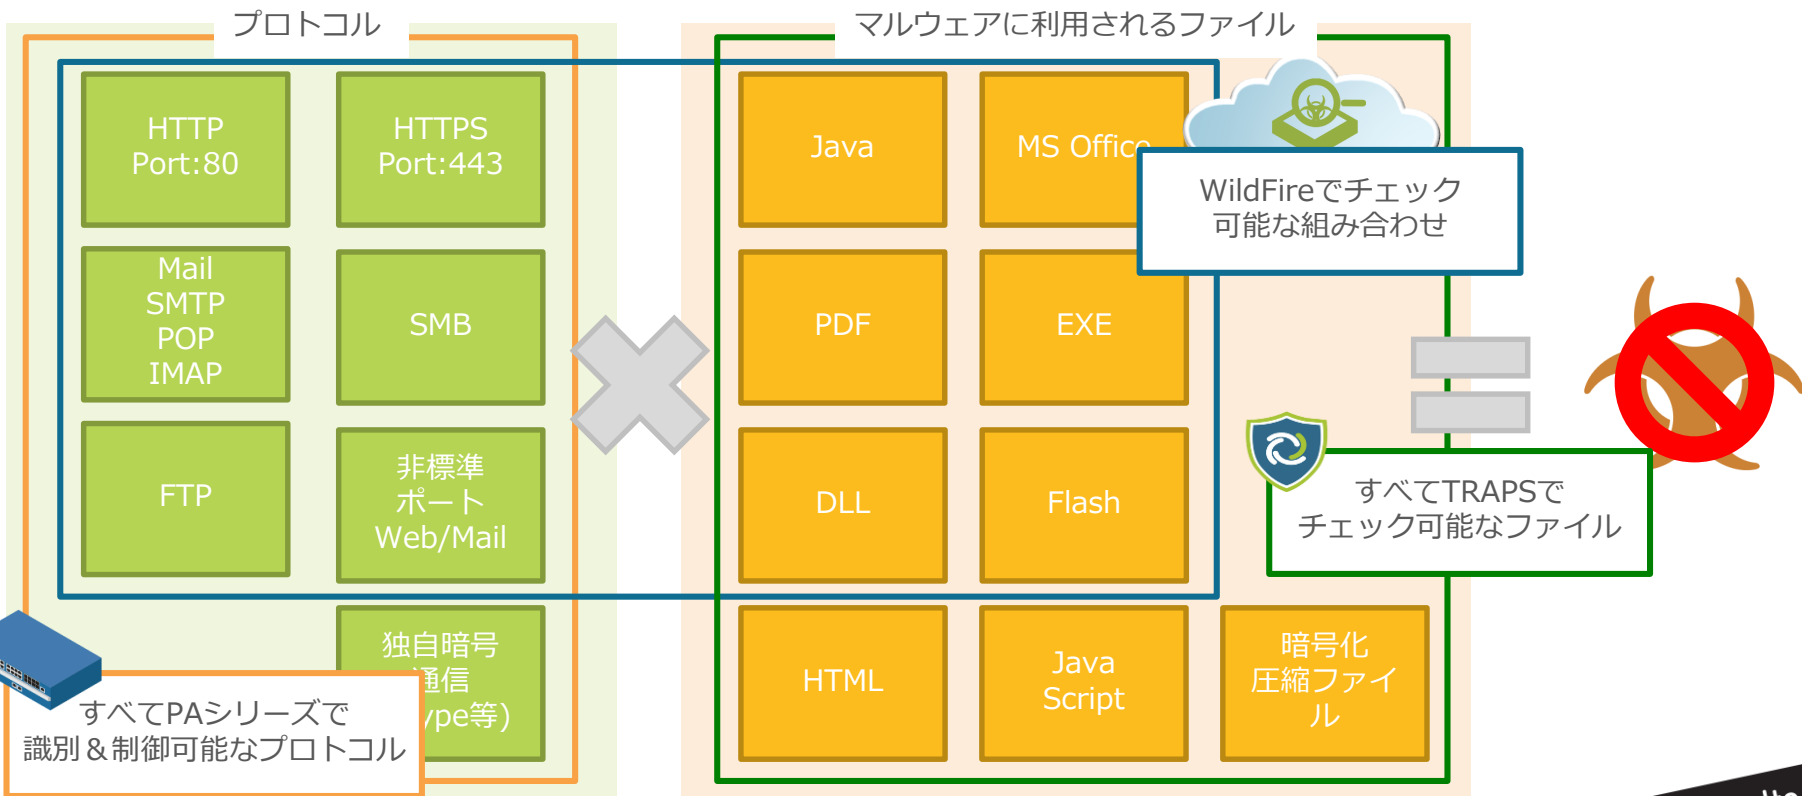 プロトコル
マルウェアに利用されるファイル
HTTP
Port:80
HTTPS
Port:443
Mail
SMTP
POP
IMAP
SMB
FTP
非標準
ポート
Web/Mail
独自暗号
通信
ype等)
すべてPAシリーズで
識別＆制御可能なプロトコル
Java
MS Office
PDF
EXE
DLL
Flash
HTML
Java
Script
暗号化
圧縮ファイ
ル
WildFireでチェック
可能な組み合わせ
すべてTRAPSで
チェック可能なファイル